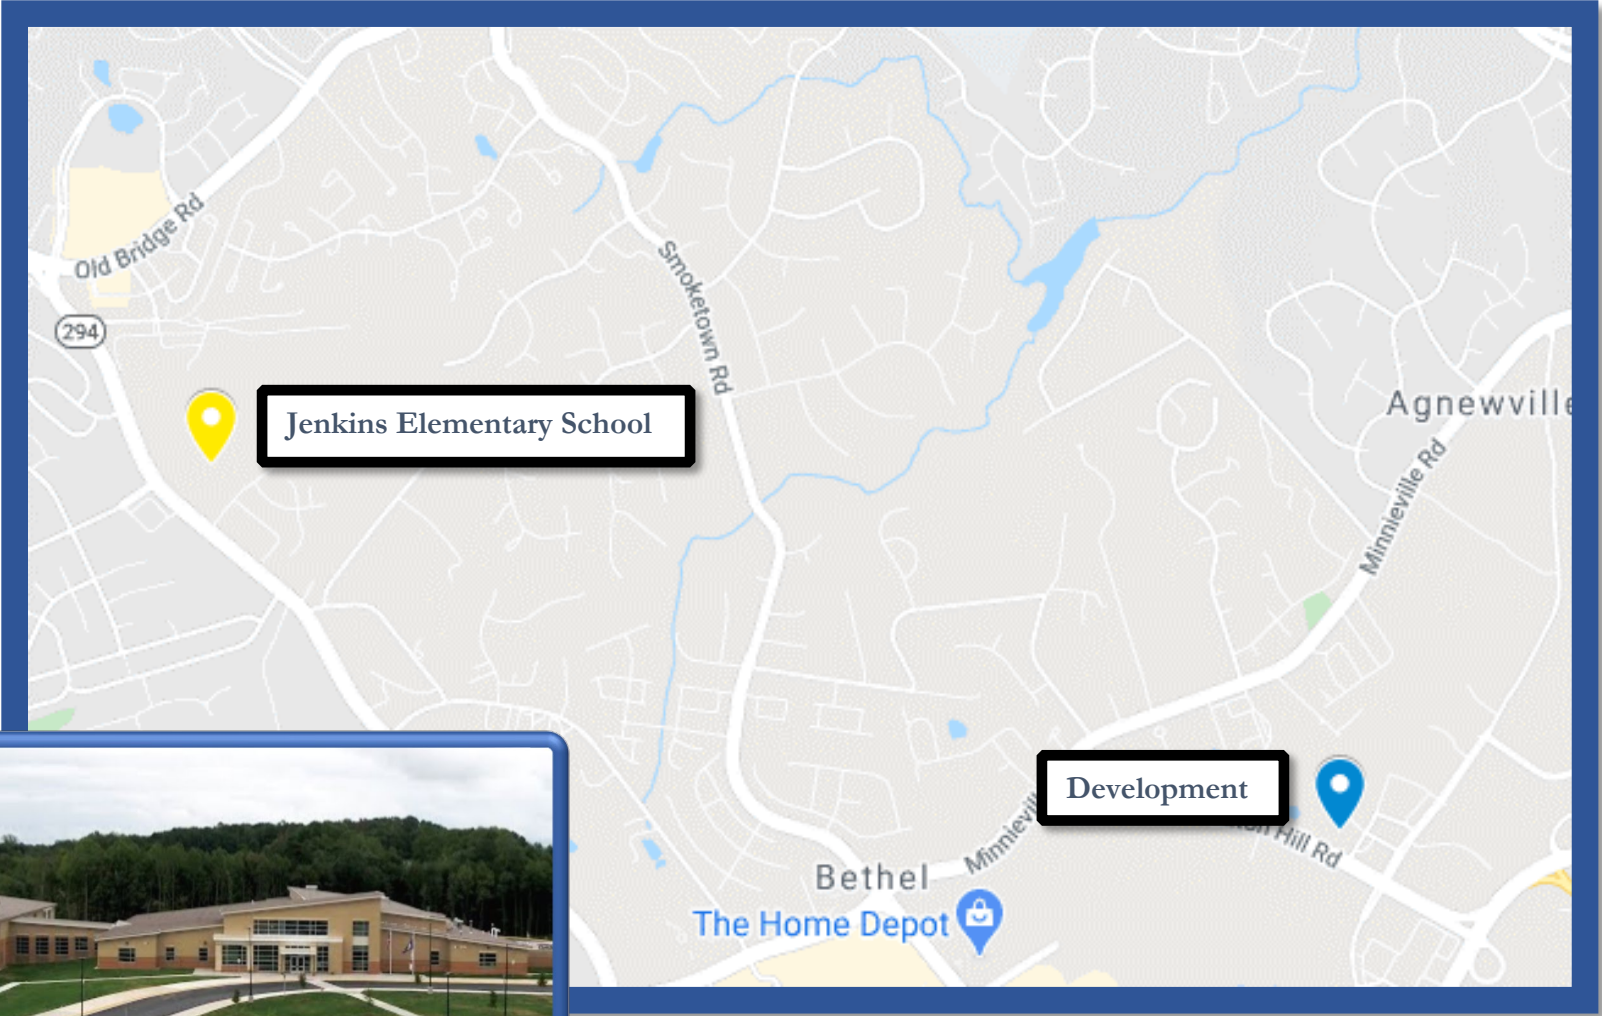 Old Bridge Rd
Smoketown Rd
294
Jenkins Elementary School
Agnewville
Minnieville Rd
Development
Hill Rd
Bethel
The Home Depot